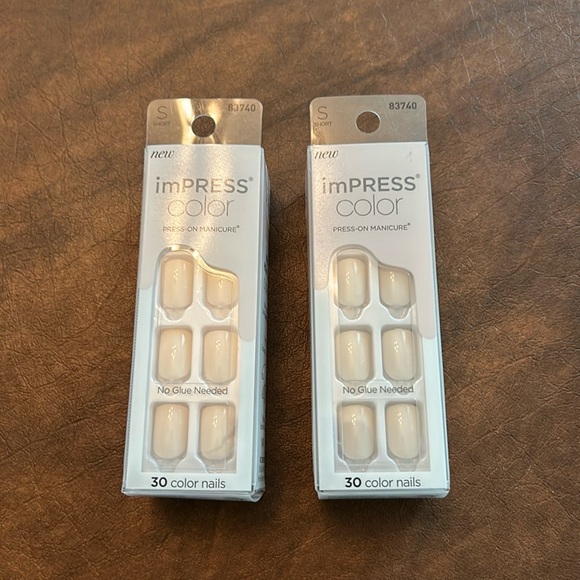 S
SHORT
83740
new
imPRESS®
color
PRESS-ON MANICURE®
No Glue Needed
30 color nails
S
SHORT
83740
new
imPRESS®
color
PRESS-ON MANICURE®
No Glue Needed
30 color nails